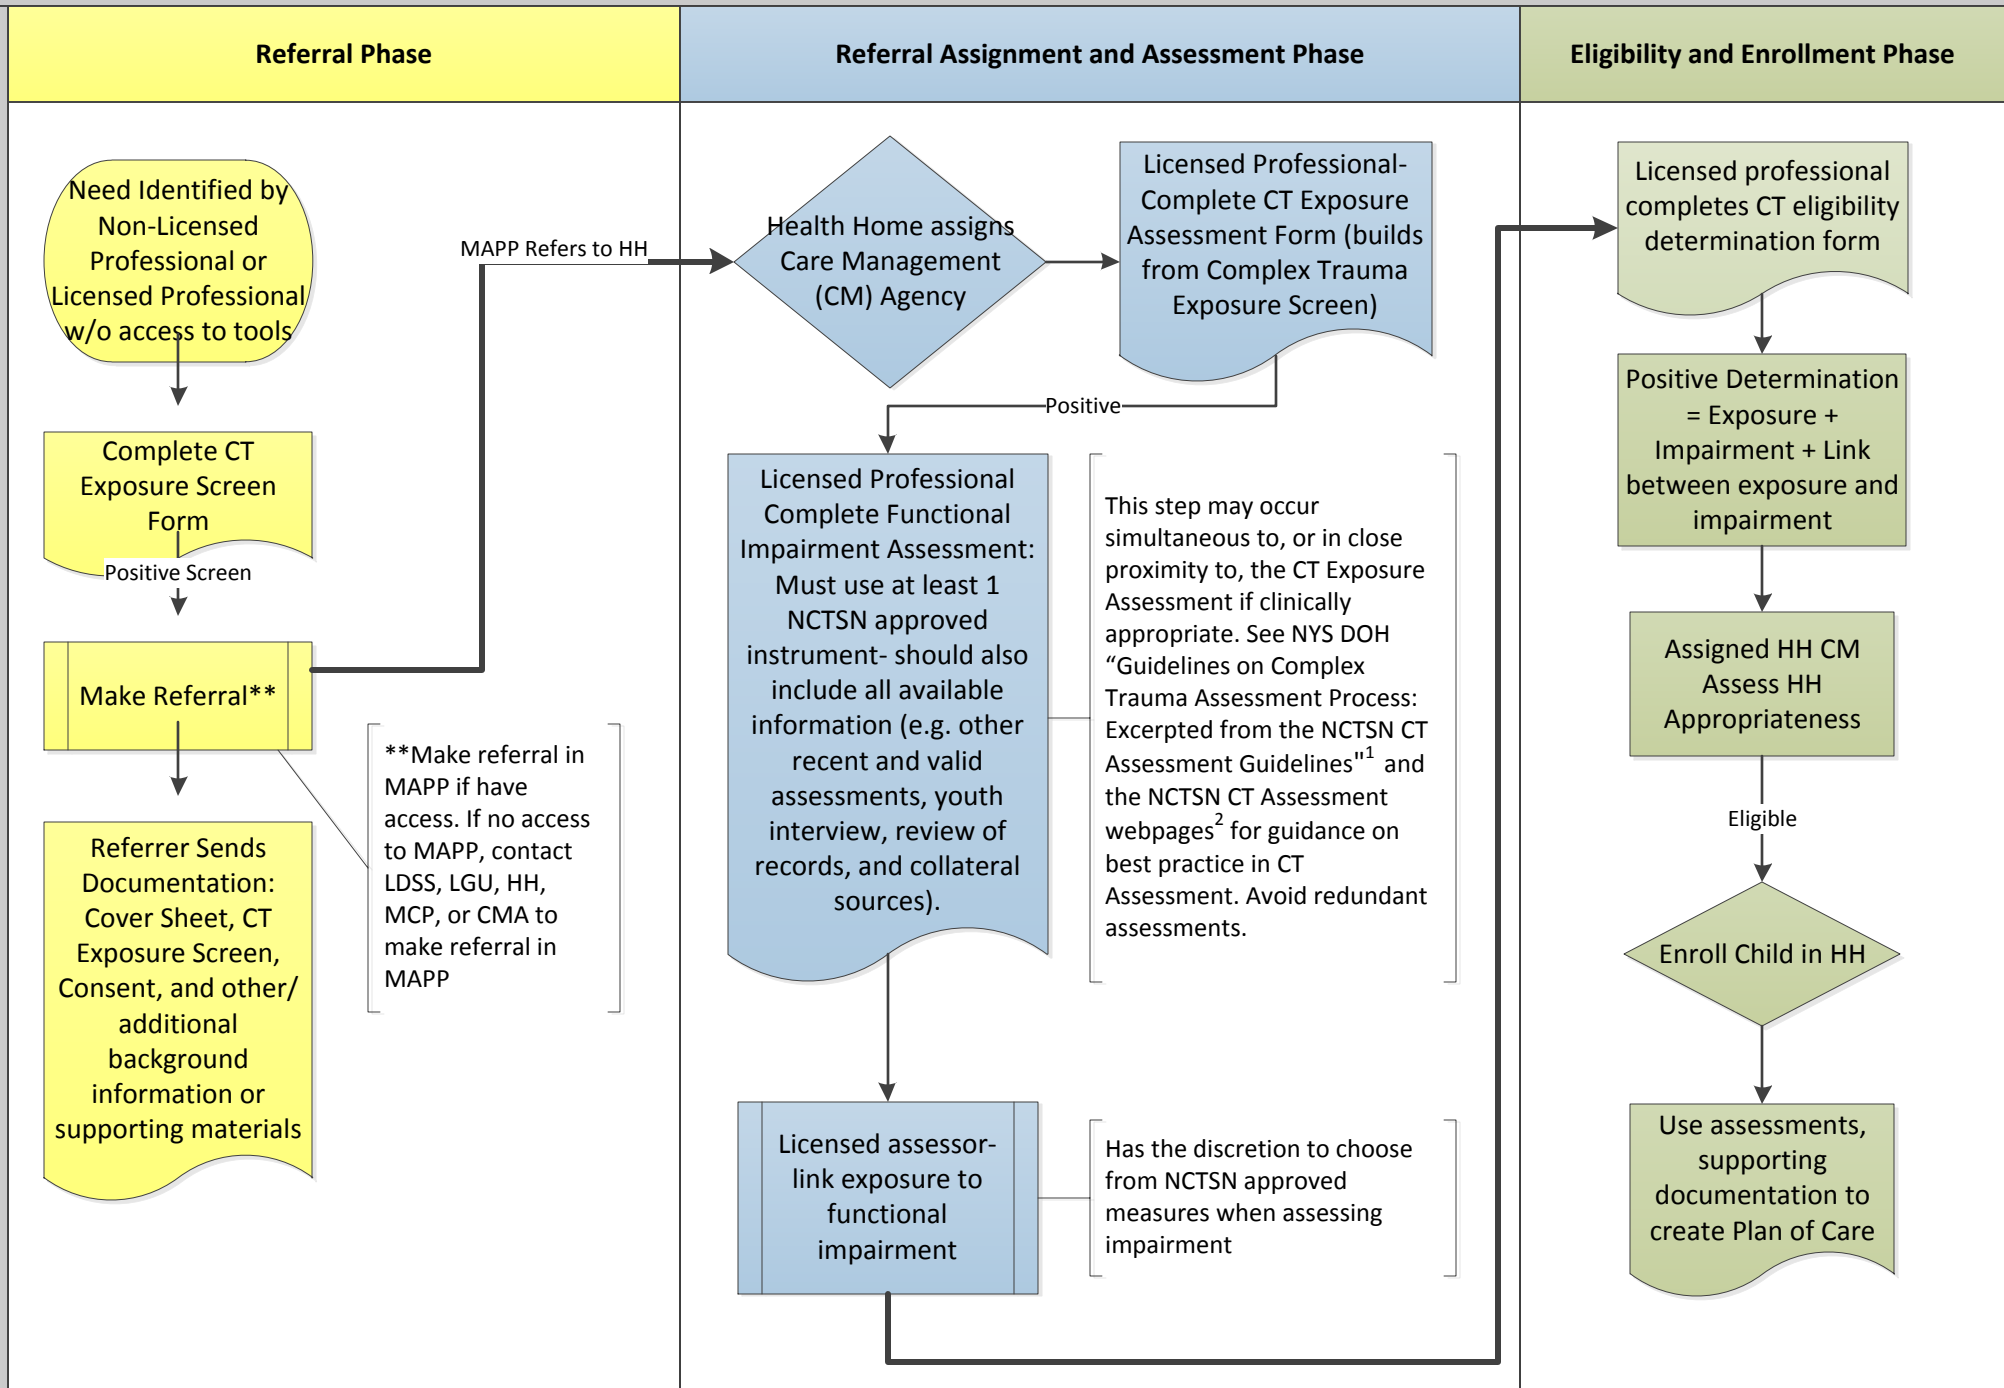 Referral Phase
Referral Assignment and Assessment Phase
Eligibility and Enrollment Phase
Need Identified by
Non-Licensed
Professional or
Licensed Professional
w/o access to tools
Complete CT
Exposure Screen
Form
Positive Screen
Make Referral**
Referrer Sends
Documentation:
Cover Sheet, CT
Exposure Screen,
Consent, and other/
additional
background
information or
supporting materials
**Make referral in
MAPP if have
access. If no access
to MAPP, contact
LDSS, LGU, HH,
MCP, or CMA to
make referral in
MAPP
MAPP Refers to HH
Health Home assigns
Care Management
(CM) Agency
Licensed Professional-
Complete CT Exposure
Assessment Form (builds
from Complex Trauma
Exposure Screen)
Positive
Licensed Professional
Complete Functional
Impairment Assessment:
Must use at least 1
NCTSN approved
instrument- should also
include all available
information (e.g. other
recent and valid
assessments, youth
interview, review of
records, and collateral
sources).
This step may occur
simultaneous to, or in close
proximity to, the CT Exposure
Assessment if clinically
appropriate. See NYS DOH
“Guidelines on Complex
Trauma Assessment Process:
Excerpted from the NCTSN CT
Assessment Guidelines"1 and
the NCTSN CT Assessment
webpages2 for guidance on
best practice in CT
Assessment. Avoid redundant
assessments.
Licensed assessor-
link exposure to
functional
impairment
Has the discretion to choose
from NCTSN approved
measures when assessing
impairment
Licensed professional
completes CT eligibility
determination form
Positive Determination
= Exposure +
Impairment + Link
between exposure and
impairment
Assigned HH CM
Assess HH
Appropriateness
Eligible
Enroll Child in HH
Use assessments,
supporting
documentation to
create Plan of Care